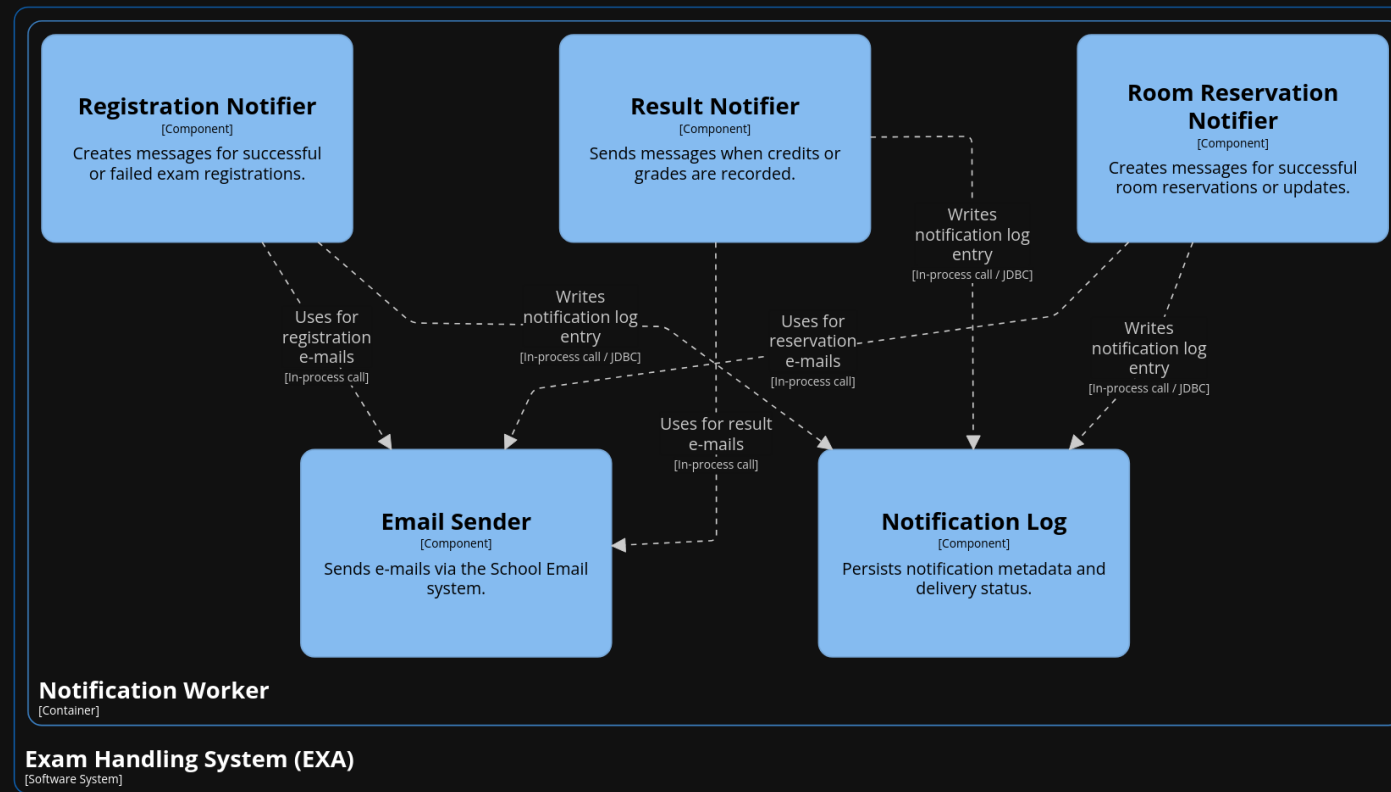 Registration Notifier
[Component]
Creates messages for successful
or failed exam registrations.
Result Notifier
[Component]
Sends messages when credits or
grades are recorded.
Room Reservation
Notifier
[Component]
Creates messages for successful
room reservations or updates.
Writes
notification log
entry
[In-process call / JDBC]
Uses for
registration
e-mails
[In-process call]
Writes
notification log
entry
[In-process call / JDBC]
Uses for
reservation
e-mails
[In-process call]
Writes
notification log
entry
[In-process call / JDBC]
Uses for result
e-mails
[In-process call]
Email Sender
[Component]
Sends e-mails via the School Email
system.
Notification Log
[Component]
Persists notification metadata and
delivery status.
Notification Worker
[Container]
Exam Handling System (EXA)
[Software System]